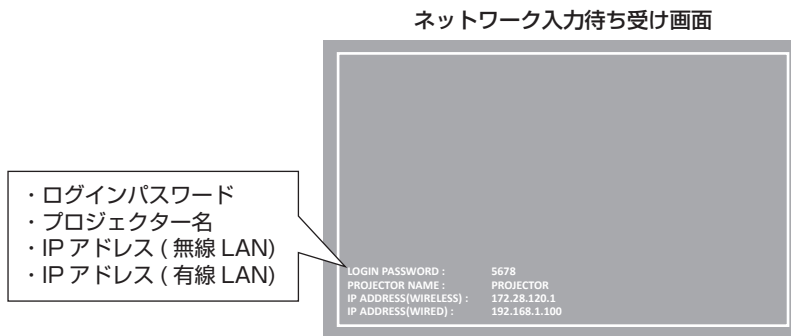 ネットワーク入力待ち受け画面
・ログインパスワード
・プロジェクター名
・IP アドレス ( 無線 LAN)
・IP アドレス ( 有線 LAN)
LOGIN PASSWORD : 5678
PROJECTOR NAME : PROJECTOR
IP ADDRESS(WIRELESS) : 172.28.120.1
IP ADDRESS(WIRED) : 192.168.1.100